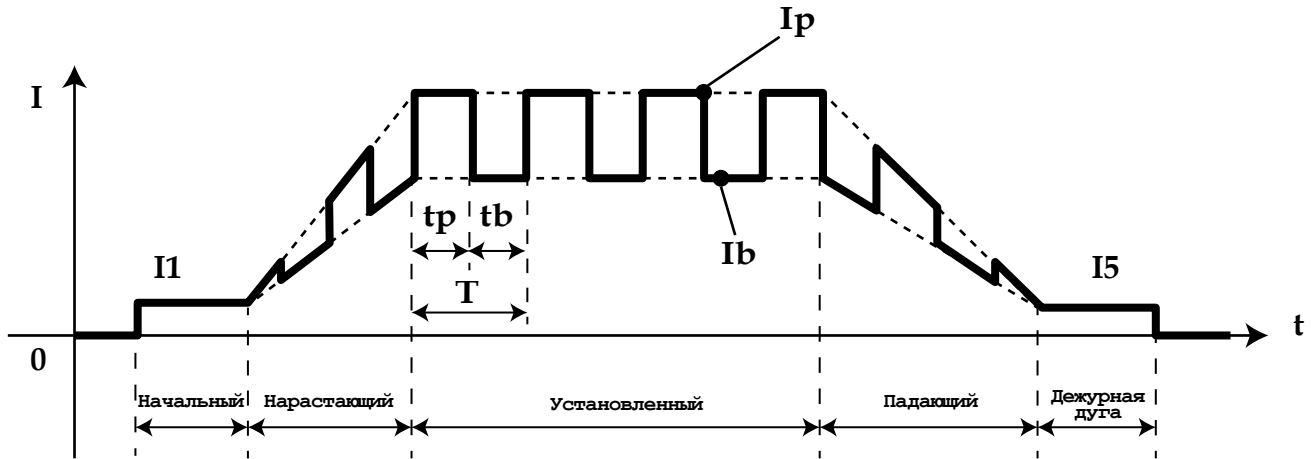 Ip
I
tp tb
Ib
I1
I5
T
0
t
Начальный
Нарастающий
Установленный
Падающий
Дежурная
дуга